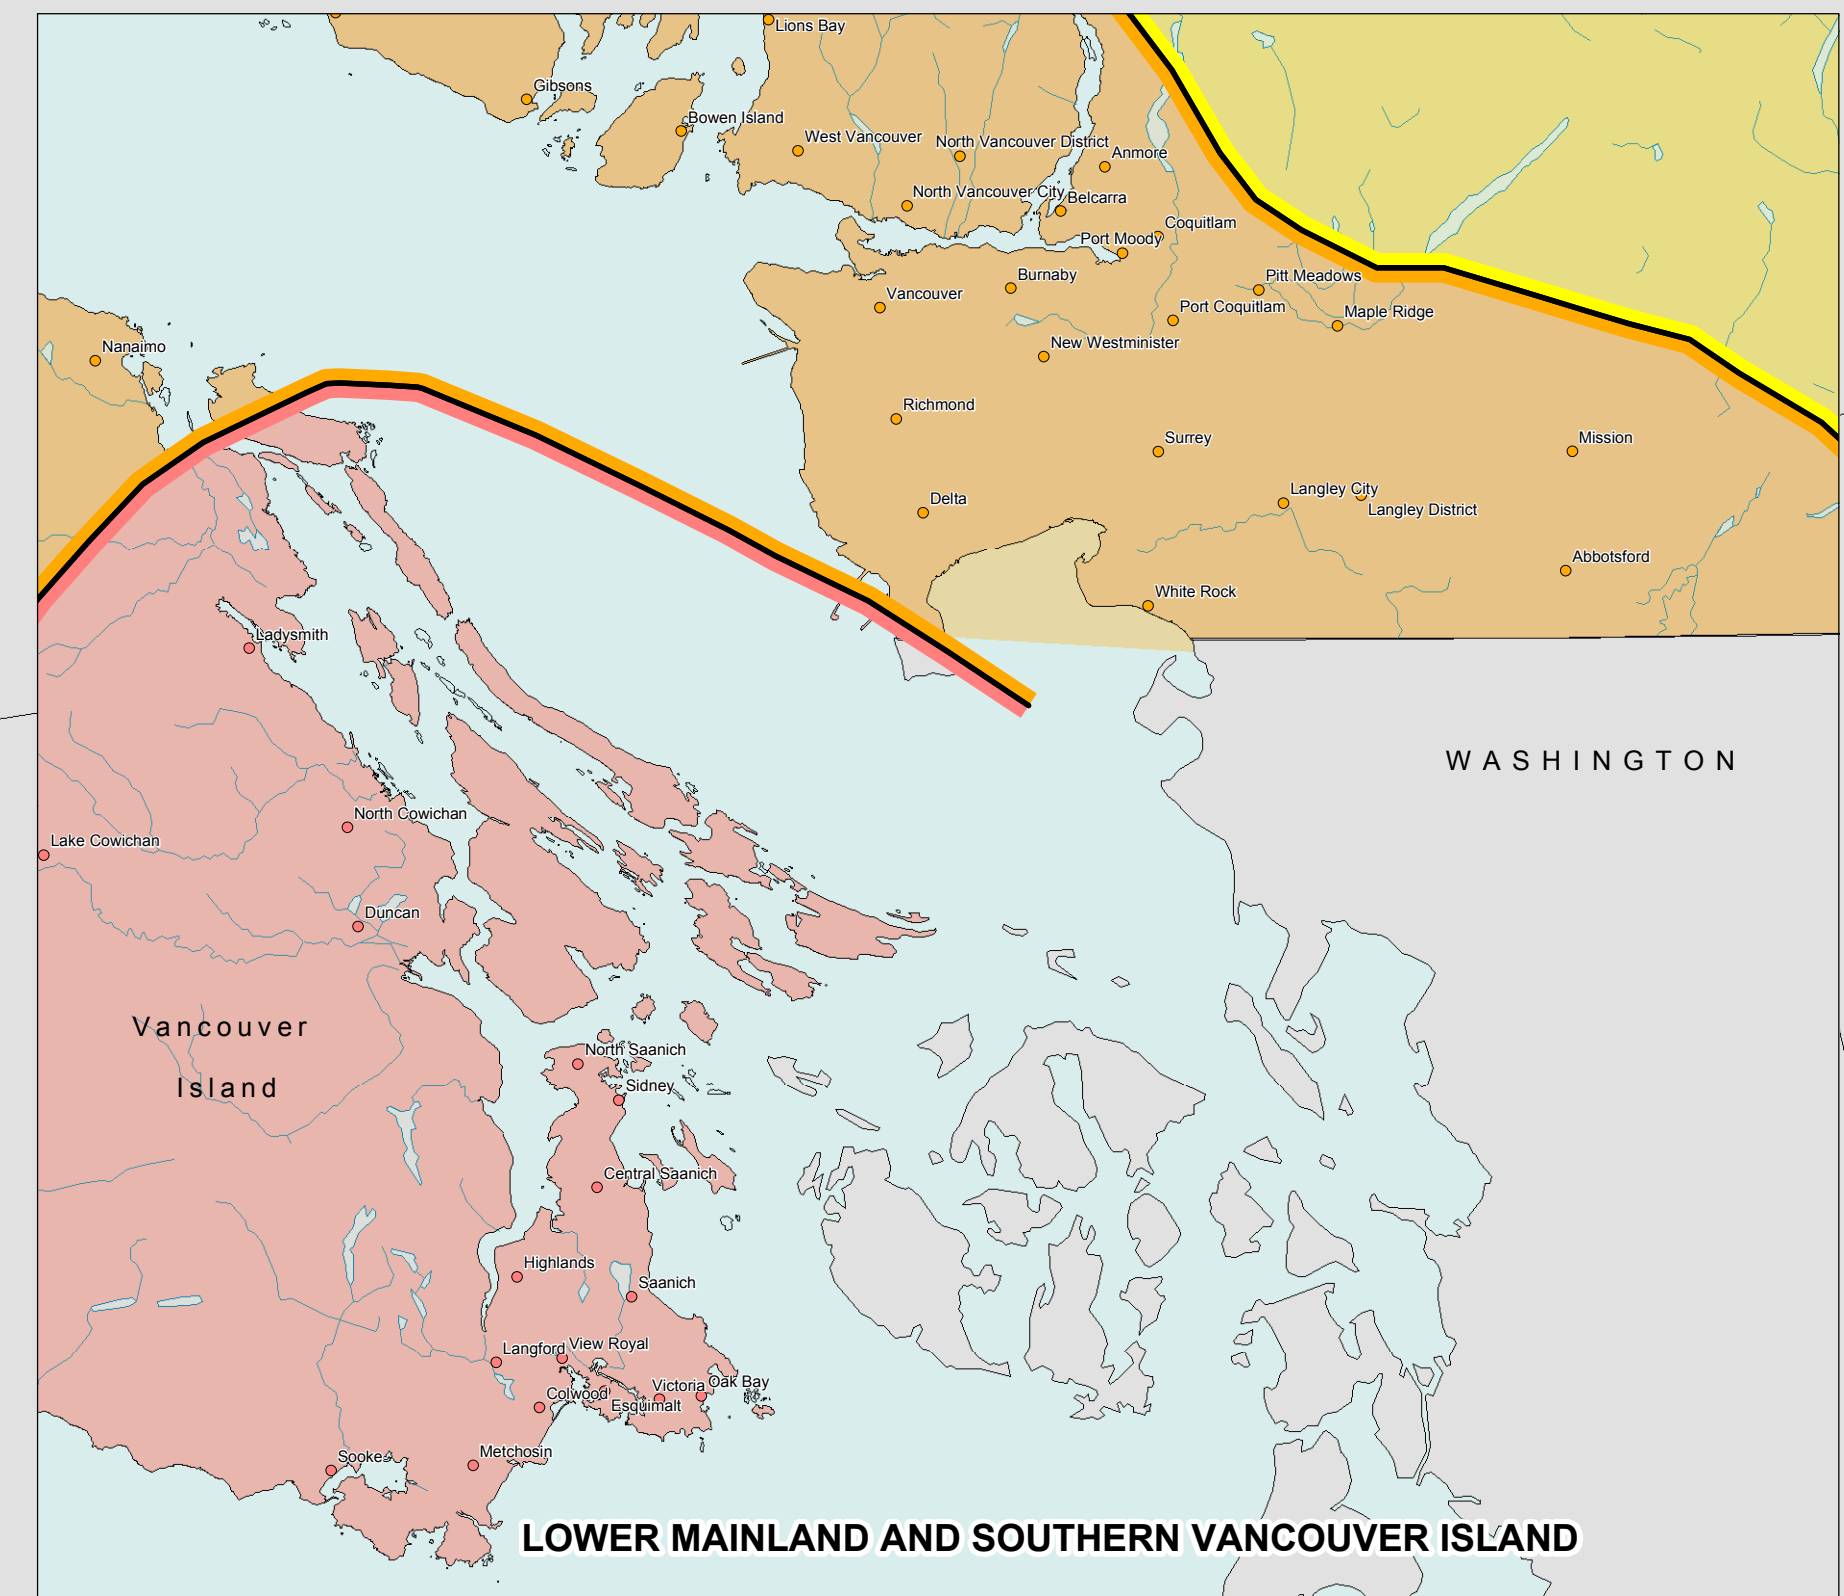 Lions Bay
Gibsons
Bowen Island
West Vancouver
North Vancouver District
Anmore
North Vancouver City
Belcarra
Coquitlam
Port Moody
Burnaby
Pitt Meadows
Vancouver
Port Coquitlam
Maple Ridge
New Westminister
Nanaimo
Richmond
Surrey
Mission
Langley City
Delta
Langley District
Abbotsford
White Rock
Ladysmith
WASHINGTON
North Cowichan
Lake Cowichan
Duncan
Vancouver
Island
North Saanich
Sidney
Central Saanich
Highlands
Saanich
View Royal
Langford
Oak Bay
Victoria
Colwood
Esquimalt
Metchosin
Sooke
LOWER MAINLAND AND SOUTHERN VANCOUVER ISLAND